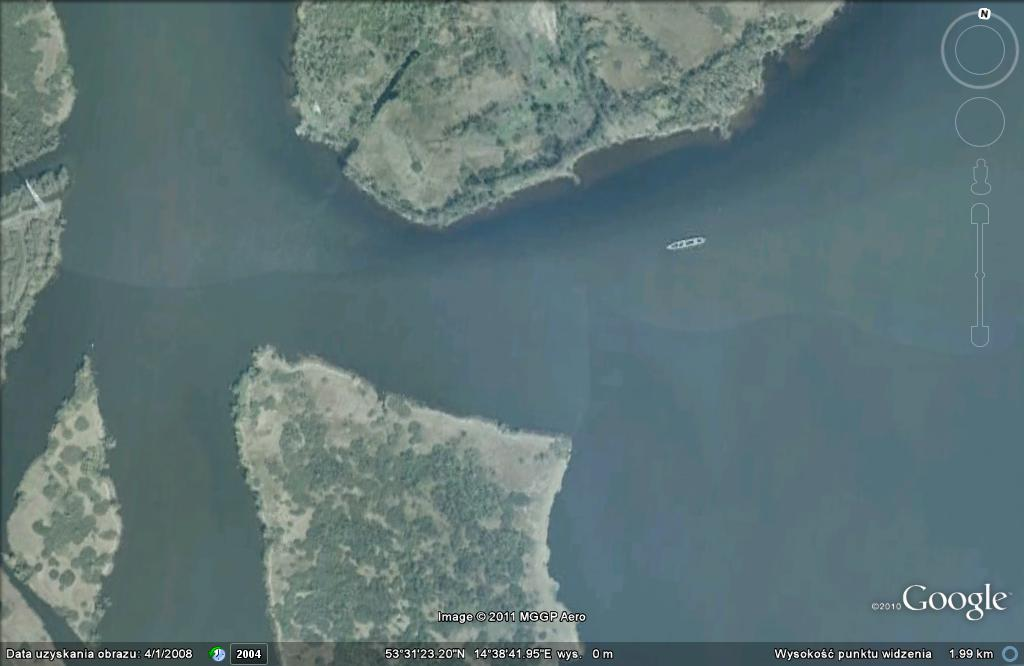 N
Image © 2011 MGGP Aero
©2010 Google™
Data uzyskania obrazu: 4/1/2008 2004 53°31'23.20"N 14°38'41.95"E wys. 0 m Wysokość punktu widzenia 1.99 km